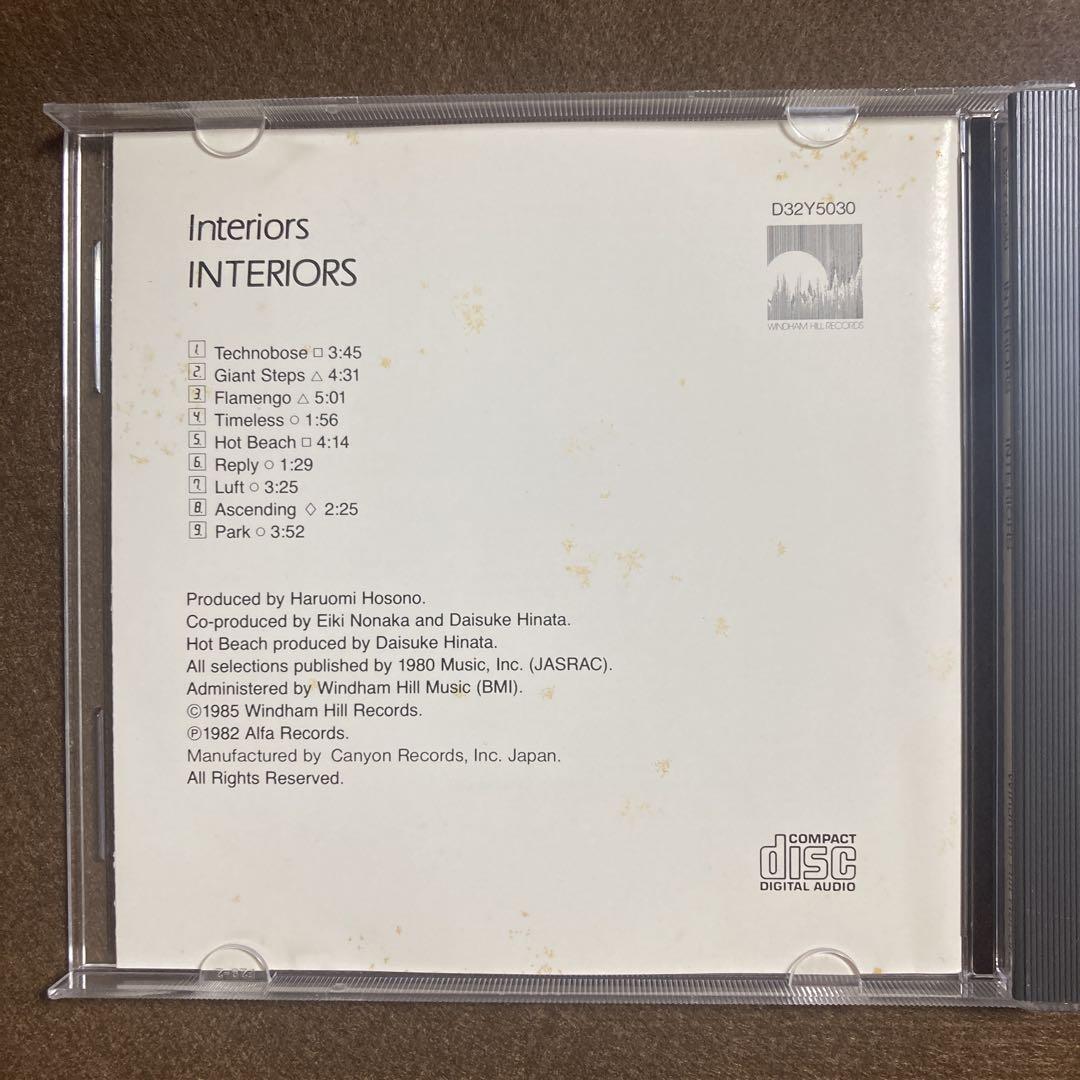 Interiors
INTERIORS
D32Y5030
WINDHAM HILL RECORDS
1. Technobose □ 3:45
2. Giant Steps △ 4:31
3. Flamengo △ 5:01
4. Timeless ○ 1:56
5. Hot Beach □ 4:14
6. Reply ○ 1:29
7. Luft ○ 3:25
8. Ascending ◇ 2:25
9. Park ○ 3:52
Produced by Haruomi Hosono.
Co-produced by Eiki Nonaka and Daisuke Hinata.
Hot Beach produced by Daisuke Hinata.
All selections published by 1980 Music, Inc. (JASRAC).
Administered by Windham Hill Music (BMI).
©1985 Windham Hill Records.
℗1982 Alfa Records.
Manufactured by Canyon Records, Inc. Japan.
All Rights Reserved.
COMPACT
disc
DIGITAL AUDIO